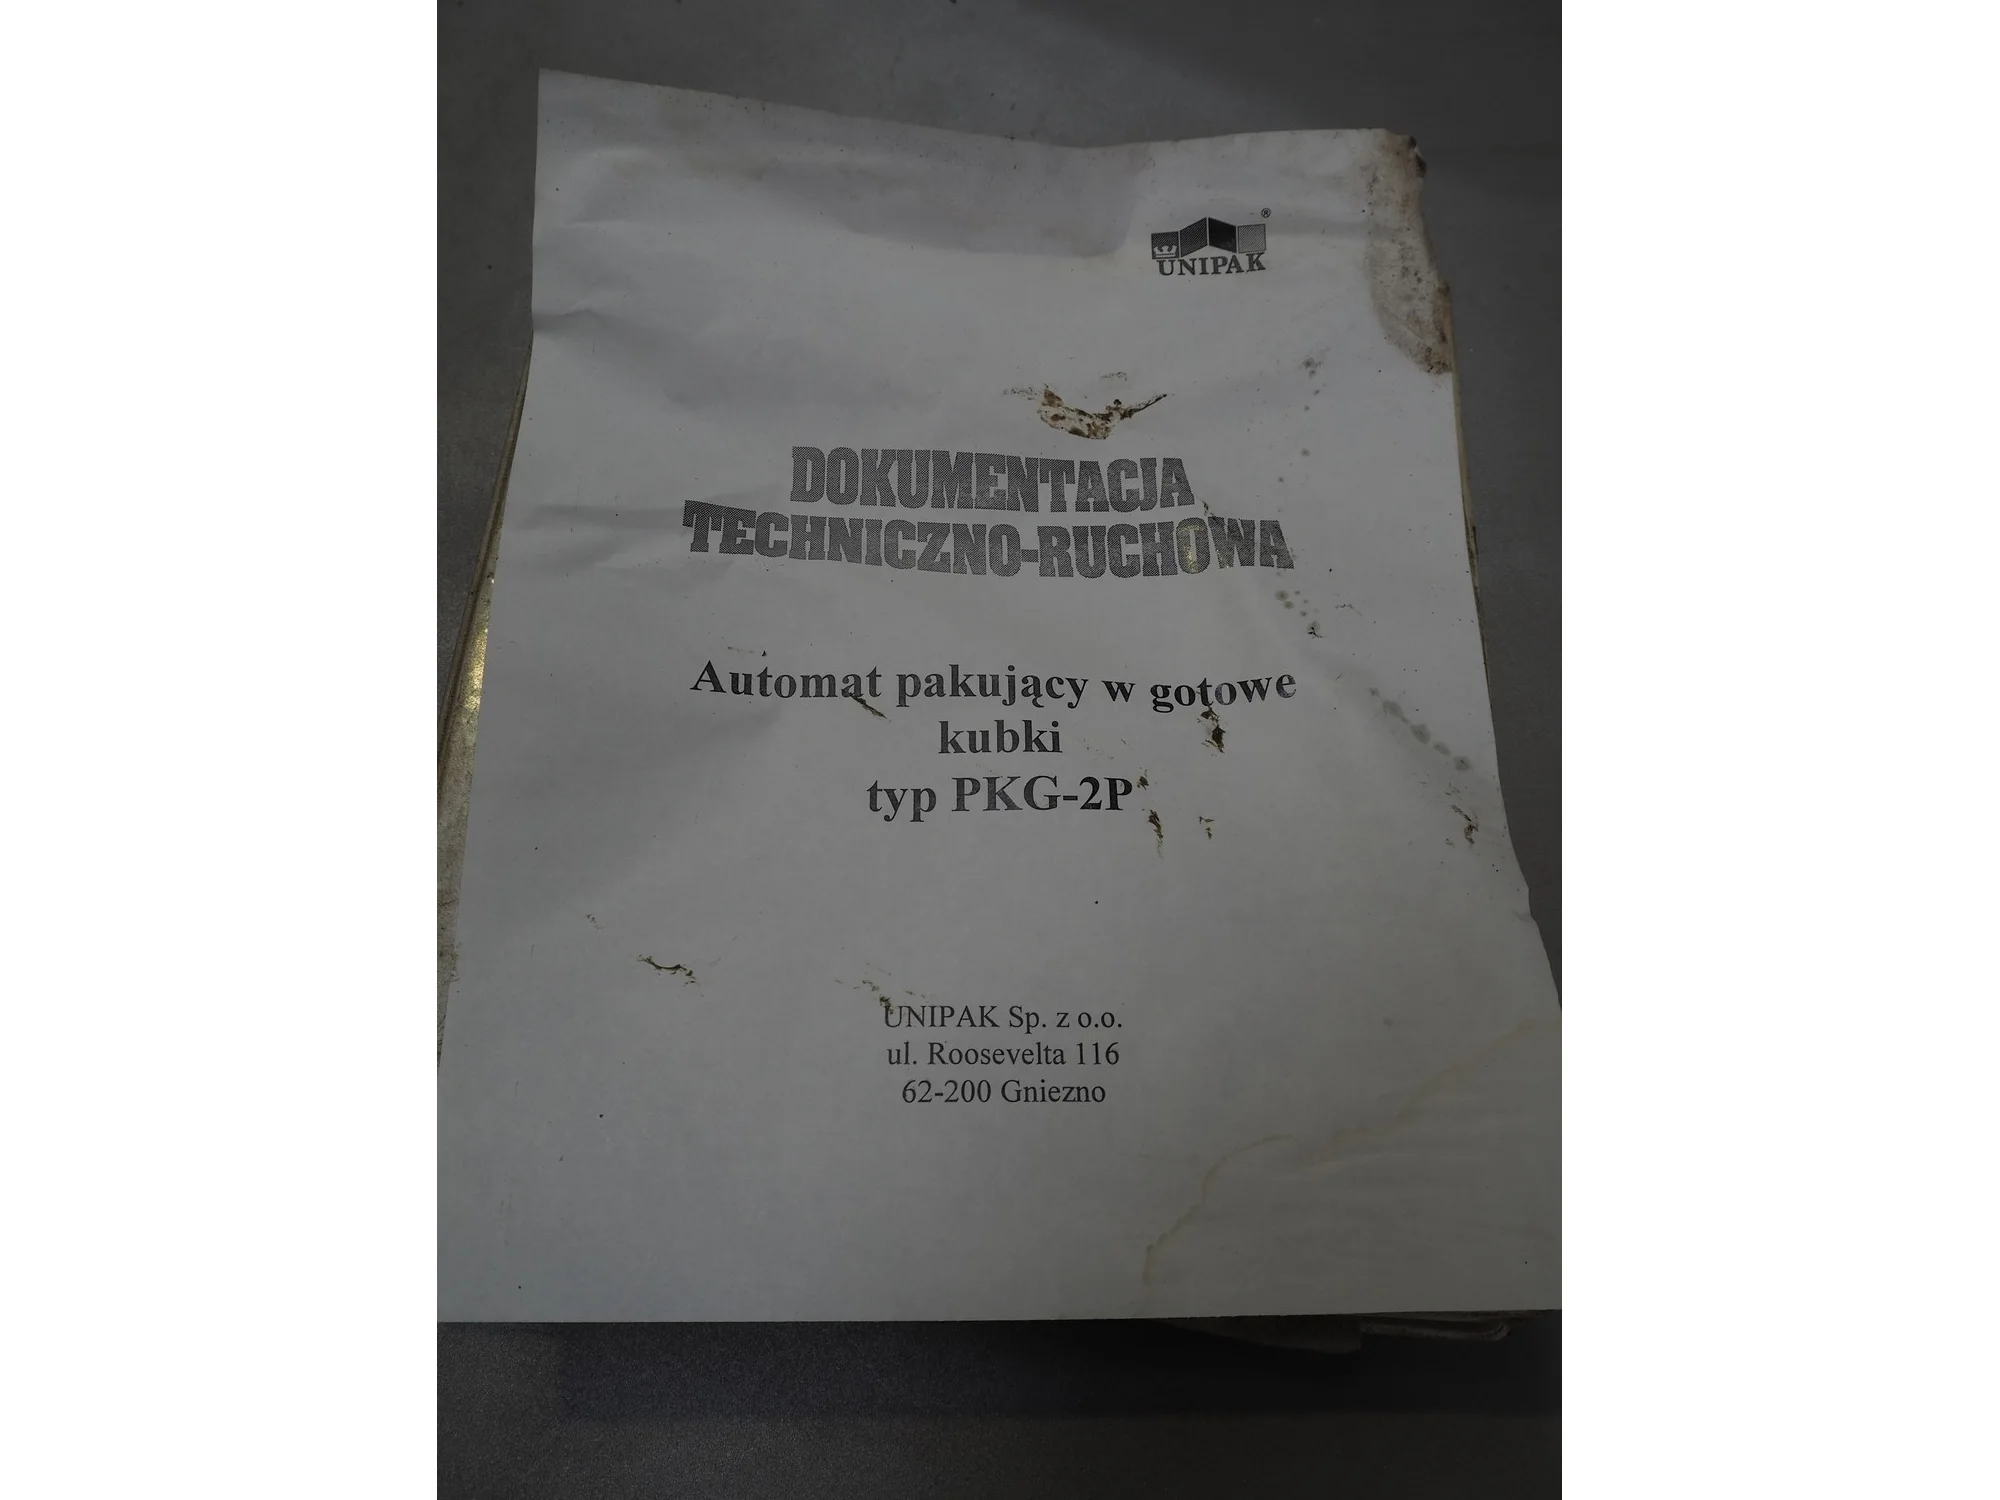 ®
UNIPAK
DOKUMENTACJA
TECHNICZNO-RUCHOWA
Automat pakujący w gotowe
kubki
typ PKG-2P
UNIPAK Sp. z o.o.
ul. Roosevelta 116
62-200 Gniezno